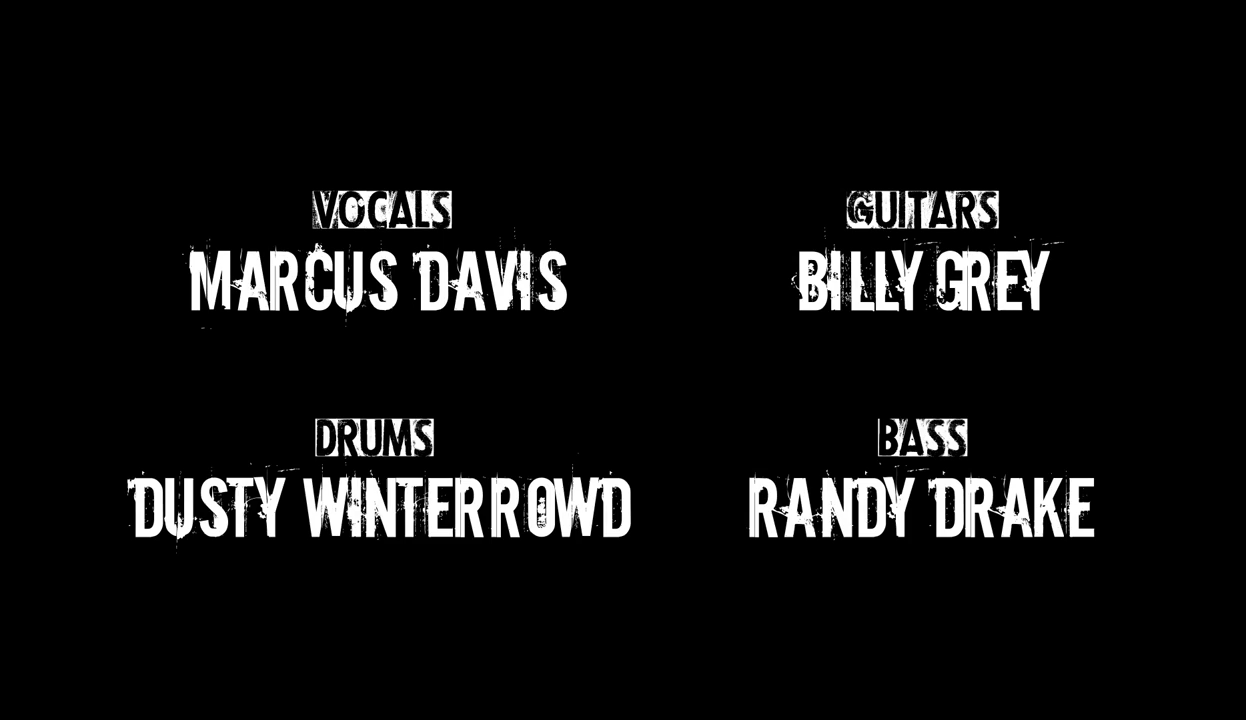 VOCALS
MARCUS DAVIS
GUITARS
BILLY GREY
DRUMS
DUSTY WINTERROWD
BASS
RANDY DRAKE